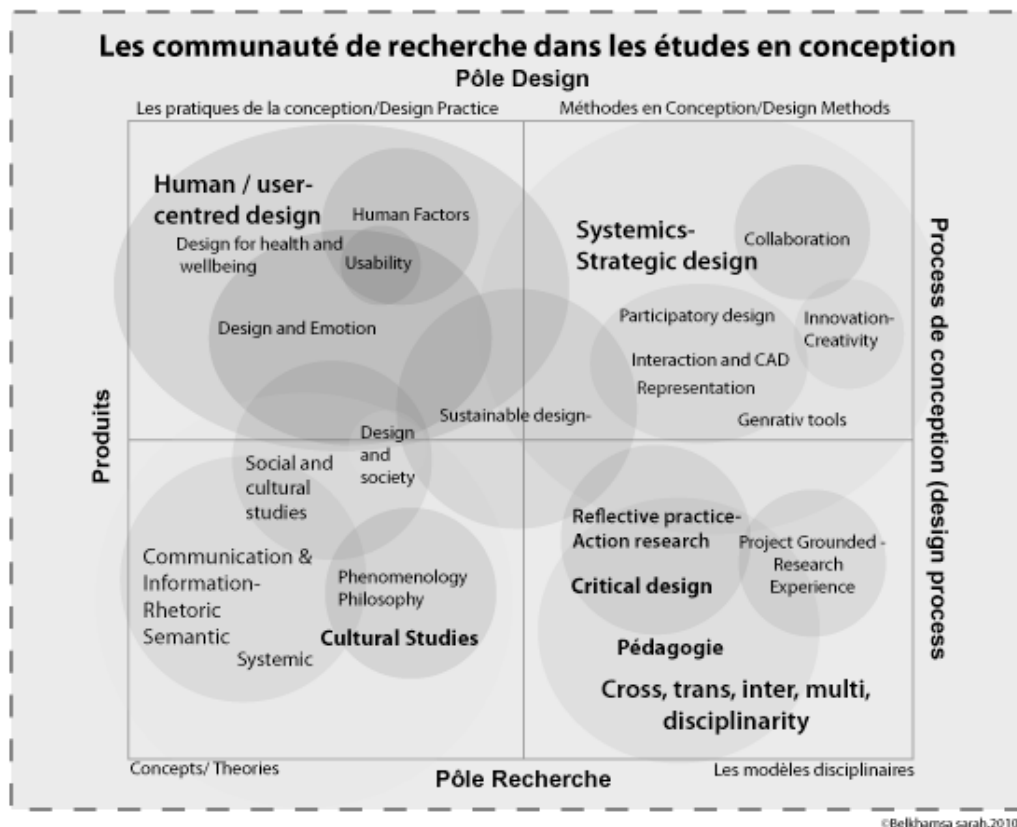 Les communauté de recherche dans les études en conception
Pôle Design
Les pratiques de la conception/Design Practice
Méthodes en Conception/Design Methods
Human / user-
centred design
Human Factors
Design for health and
wellbeing
Usability
Design and Emotion
Systemics-
Strategic design
Collaboration
Participatory design
Innovation-
Creativity
Interaction and CAD
Representation
Genrativ tools
Sustainable design-
Produits
Process de conception (design process
Design
and
society
Social and
cultural
studies
Communication &
Information-
Rhetoric
Semantic
Systemic
Phenomenology
Philosophy
Cultural Studies
Reflective practice-
Action research
Critical design
Project Grounded -
Research
Experience
Pédagogie
Cross, trans, inter, multi,
disciplinarity
Concepts/ Theories
Pôle Recherche
Les modèles disciplinaires
©Belkhamsa sarah,2010